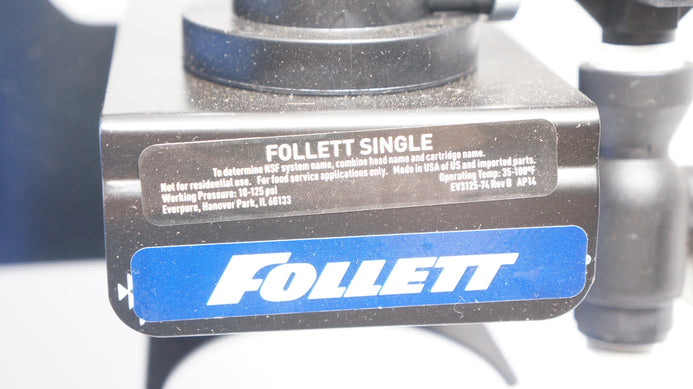 FOLLETT SINGLE
To determine NSF system name, combine head name and cartridge name.
Not for residential use. For food service applications only. Made in USA of US and imported parts.
Working Pressure: 10-125 psi Operating Temp: 35-100°F
Everpure, Hanover Park, IL 60133 EV3125-74 Rev B AP14
FOLLETT